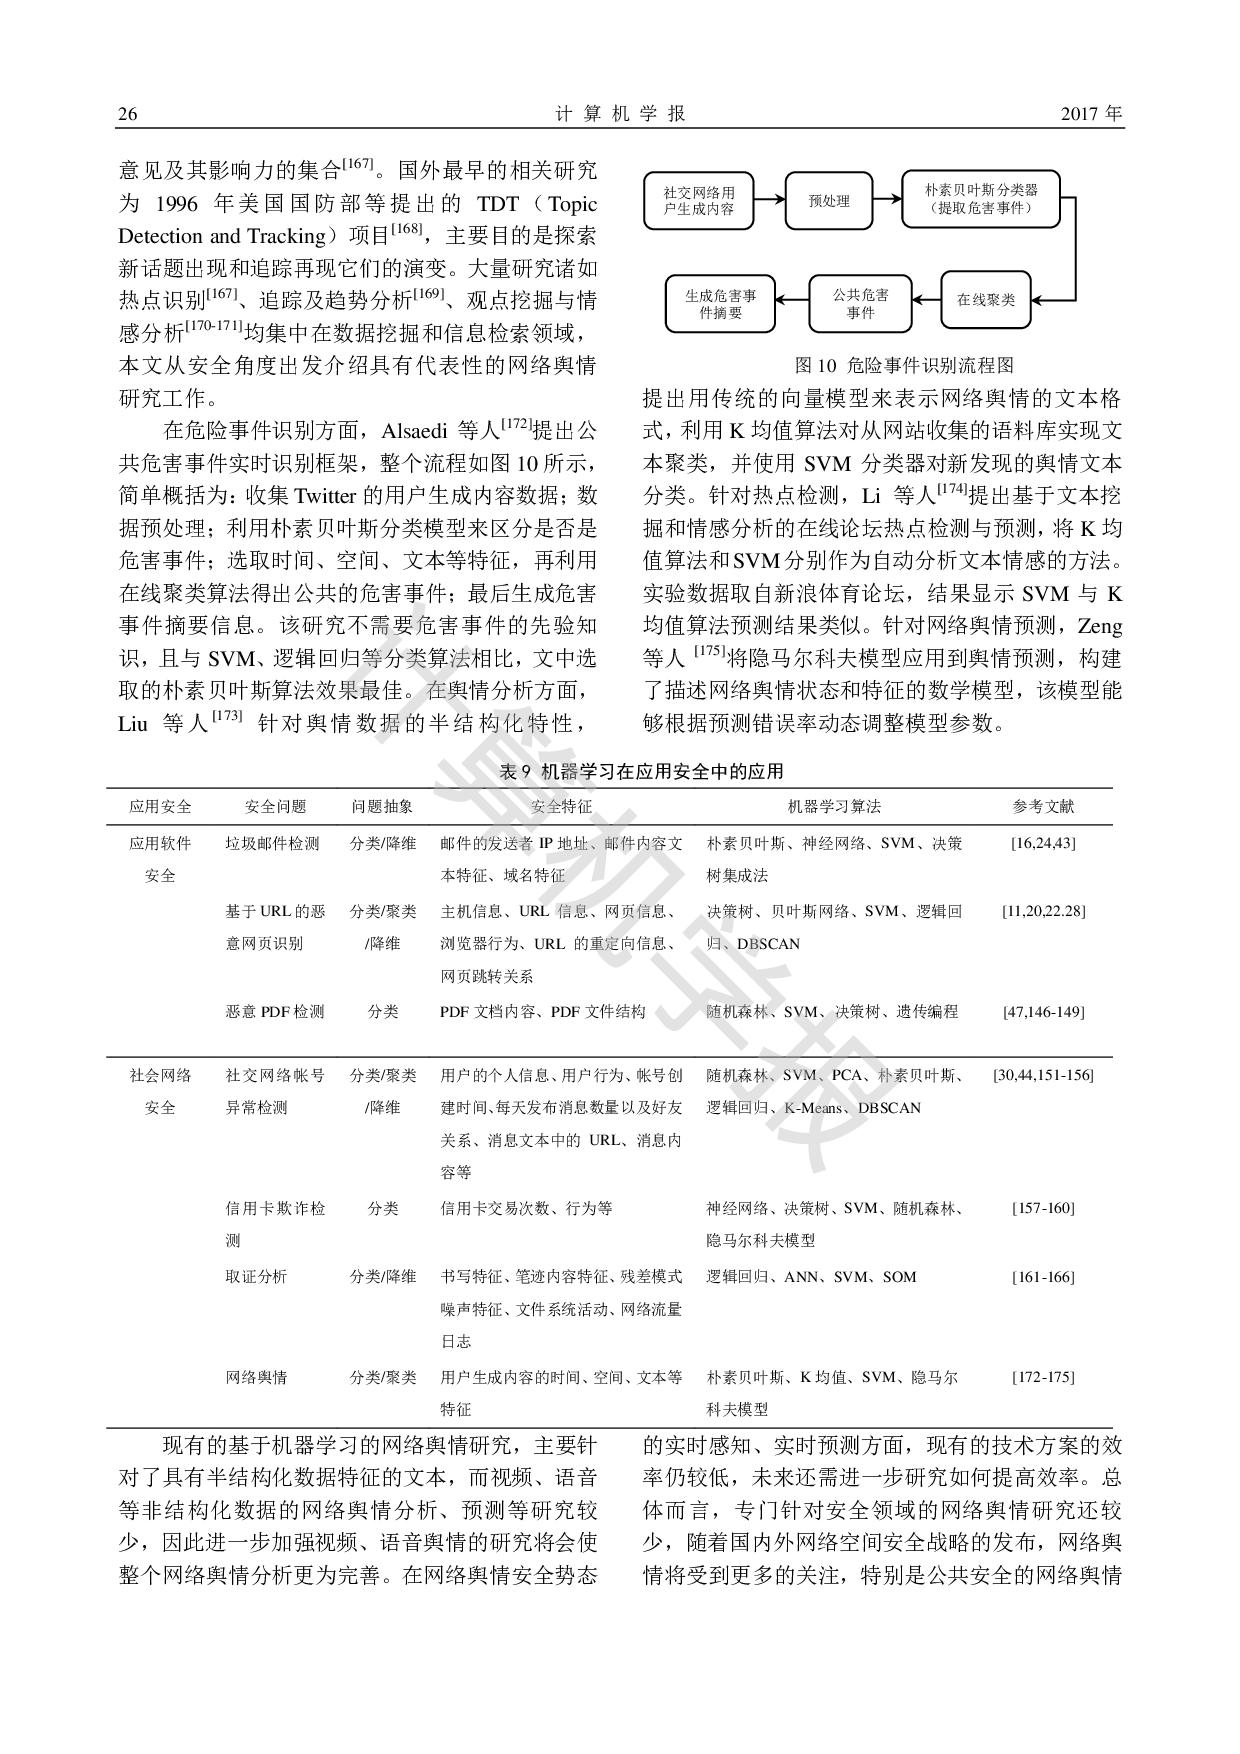 26
计 算 机 学 报
2017 年
意见及其影响力的集合[167]。国外最早的相关研究
为 1996 年美国国防部等提出的 TDT（Topic
Detection and Tracking）项目[168]，主要目的是探索
新话题出现和追踪再现它们的演变。大量研究诸如
热点识别[167]、追踪及趋势分析[169]、观点挖掘与情
感分析[170-171]均集中在数据挖掘和信息检索领域，
本文从安全角度出发介绍具有代表性的网络舆情
研究工作。
在危险事件识别方面，Alsaedi 等人[172]提出公
共危害事件实时识别框架，整个流程如图 10 所示，
简单概括为：收集 Twitter 的用户生成内容数据；数
据预处理；利用朴素贝叶斯分类模型来区分是否是
危害事件；选取时间、空间、文本等特征，再利用
在线聚类算法得出公共的危害事件；最后生成危害
事件摘要信息。该研究不需要危害事件的先验知
识，且与 SVM、逻辑回归等分类算法相比，文中选
取的朴素贝叶斯算法效果最佳。在舆情分析方面，
Liu 等人[173] 针对舆情数据的半结构化特性，
社交网络用
户生成内容
预处理
朴素贝叶斯分类器
（提取危害事件）
生成危害事
件摘要
公共危害
事件
在线聚类
图 10 危险事件识别流程图
提出用传统的向量模型来表示网络舆情的文本格
式，利用 K 均值算法对从网站收集的语料库实现文
本聚类，并使用 SVM 分类器对新发现的舆情文本
分类。针对热点检测，Li 等人[174]提出基于文本挖
掘和情感分析的在线论坛热点检测与预测，将 K 均
值算法和 SVM 分别作为自动分析文本情感的方法。
实验数据取自新浪体育论坛，结果显示 SVM 与 K
均值算法预测结果类似。针对网络舆情预测，Zeng
等人 [175]将隐马尔科夫模型应用到舆情预测，构建
了描述网络舆情状态和特征的数学模型，该模型能
够根据预测错误率动态调整模型参数。
表 9 机器学习在应用安全中的应用
应用安全 安全问题 问题抽象 安全特征 机器学习算法 参考文献
应用软件 垃圾邮件检测 分类/降维 邮件的发送者 IP 地址、邮件内容文 朴素贝叶斯、神经网络、SVM、决策 [16,24,43]
安全 本特征、域名特征 树集成法
基于 URL 的恶 分类/聚类 主机信息、URL 信息、网页信息、 决策树、贝叶斯网络、SVM、逻辑回 [11,20,22.28]
意网页识别 /降维 浏览器行为、URL 的重定向信息、 归、DBSCAN
网页跳转关系
恶意 PDF 检测 分类 PDF 文档内容、PDF 文件结构 随机森林、SVM、决策树、遗传编程 [47,146-149]
社会网络 社交网络帐号 分类/聚类 用户的个人信息、用户行为、帐号创 随机森林、SVM、PCA、朴素贝叶斯、 [30,44,151-156]
安全 异常检测 /降维 建时间、每天发布消息数量以及好友 逻辑回归、K-Means、DBSCAN
关系、消息文本中的 URL、消息内
容等
信用卡欺诈检 分类 信用卡交易次数、行为等 神经网络、决策树、SVM、随机森林、 [157-160]
测 隐马尔科夫模型
取证分析 分类/降维 书写特征、笔迹内容特征、残差模式 逻辑回归、ANN、SVM、SOM [161-166]
噪声特征、文件系统活动、网络流量
日志
网络舆情 分类/聚类 用户生成内容的时间、空间、文本等 朴素贝叶斯、K 均值、SVM、隐马尔 [172-175]
特征 科夫模型
现有的基于机器学习的网络舆情研究，主要针
对了具有半结构化数据特征的文本，而视频、语音
等非结构化数据的网络舆情分析、预测等研究较
少，因此进一步加强视频、语音舆情的研究将会使
整个网络舆情分析更为完善。在网络舆情安全势态
的实时感知、实时预测方面，现有的技术方案的效
率仍较低，未来还需进一步研究如何提高效率。总
体而言，专门针对安全领域的网络舆情研究还较
少，随着国内外网络空间安全战略的发布，网络舆
情将受到更多的关注，特别是公共安全的网络舆情
计算机学报